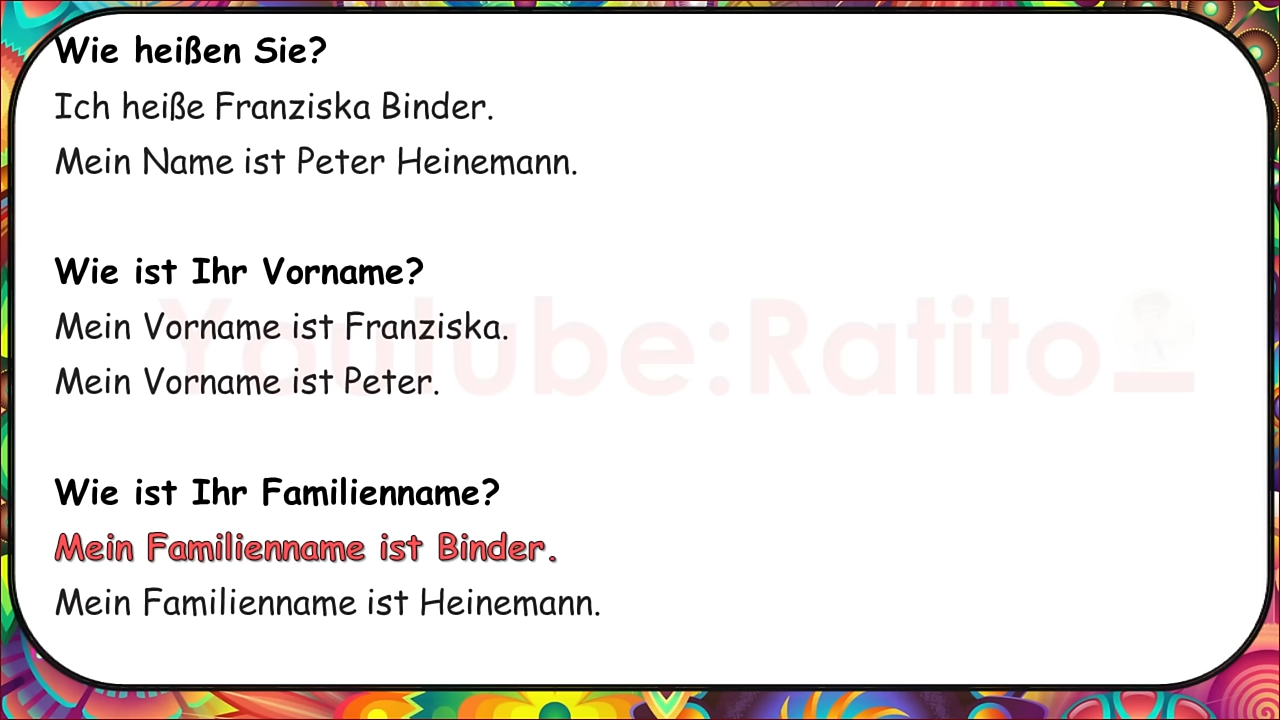 Wie heißen Sie?
Ich heiße Franziska Binder.
Mein Name ist Peter Heinemann.
Wie ist Ihr Vorname?
Mein Vorname ist Franziska.
Youtube:Ratito
Mein Vorname ist Peter.
Wie ist Ihr Familienname?
Mein Familienname ist Binder.
Mein Familienname ist Heinemann.